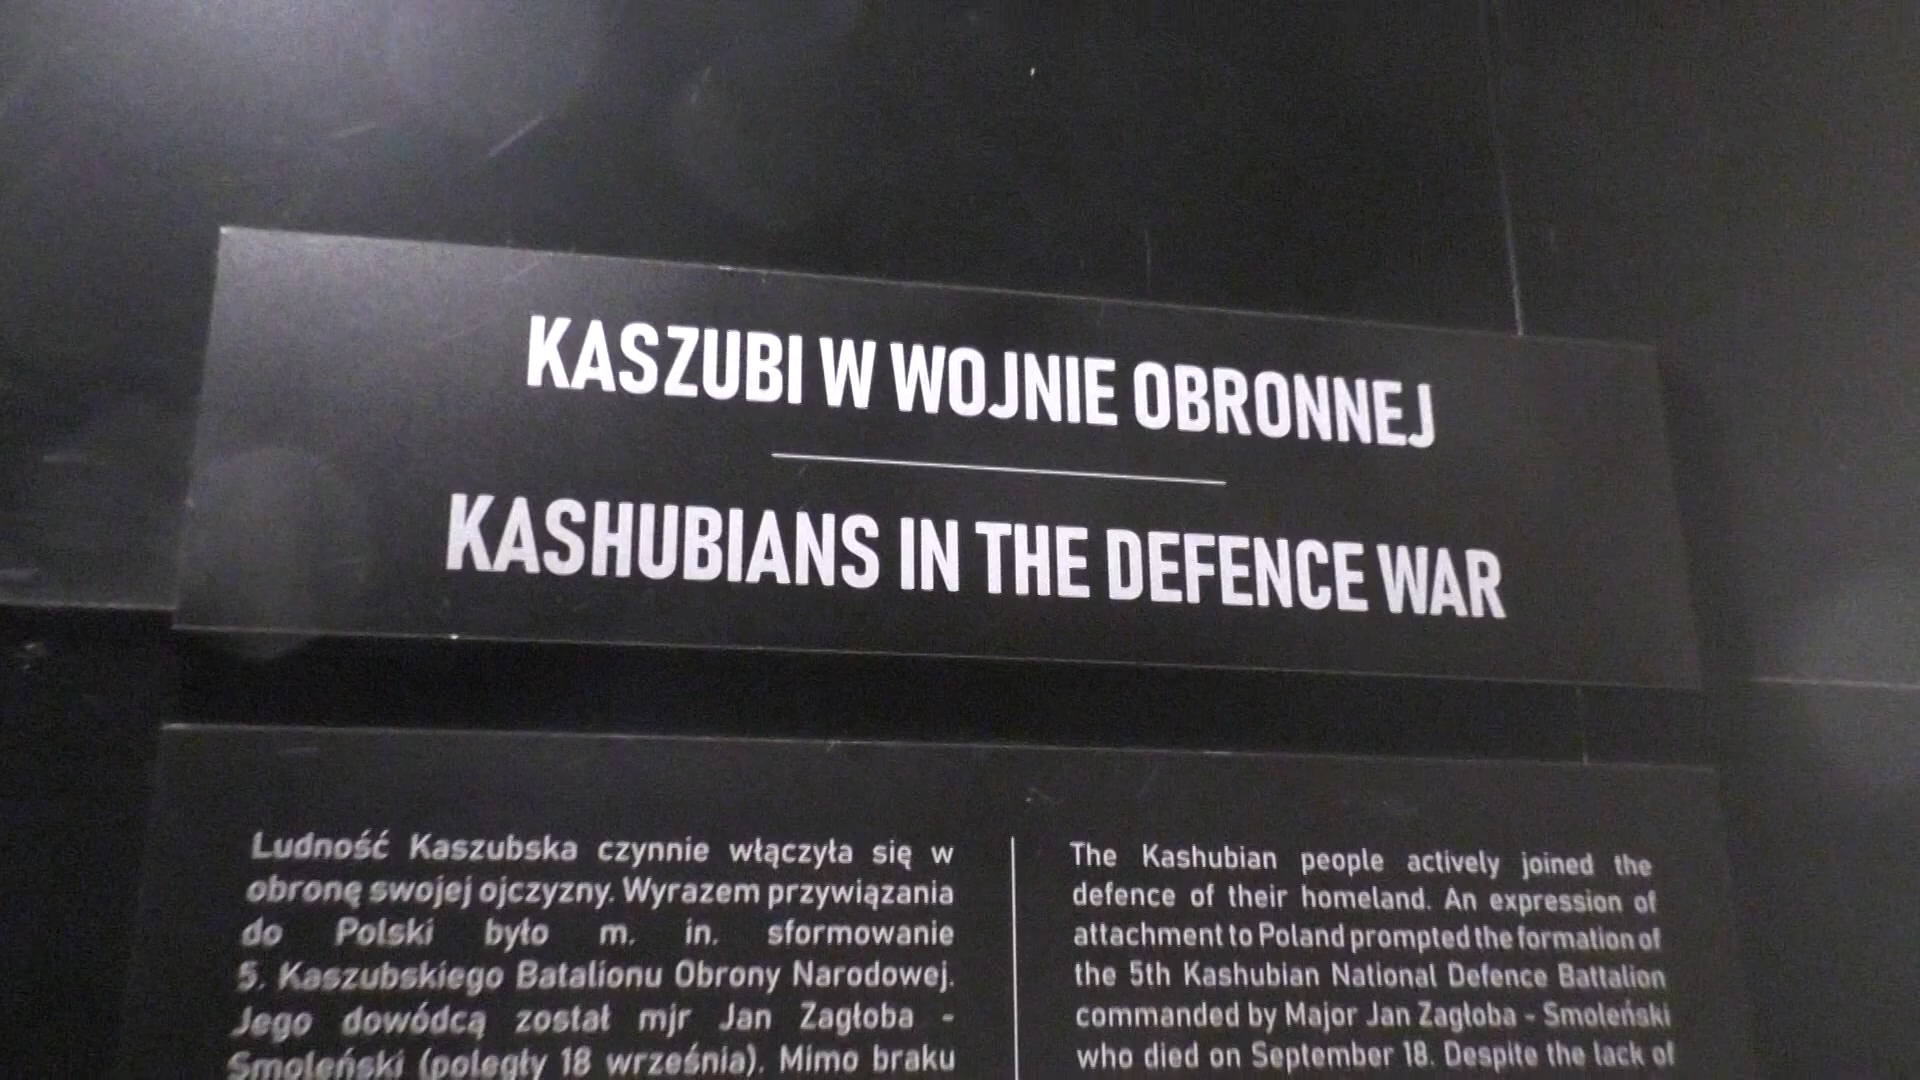 KASZUBI W WOJNIE OBRONNEJ
KASHUBIANS IN THE DEFENCE WAR
Ludność Kaszubska czynnie włączyła się w
obronę swojej ojczyzny. Wyrazem przywiązania
do Polski było m. in. sformowanie
5. Kaszubskiego Batalionu Obrony Narodowej.
Jego dowódcą został mjr Jan Zagłoba -
Smoleński (poległy 18 września). Mimo braku
The Kashubian people actively joined the
defence of their homeland. An expression of
attachment to Poland prompted the formation of
the 5th Kashubian National Defence Battalion
commanded by Major Jan Zagłoba - Smoleński
who died on September 18. Despite the lack of